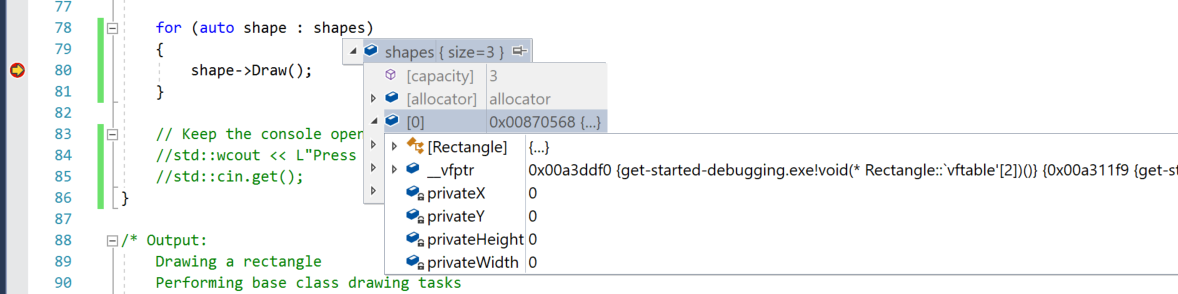 77
78 for (auto shape : shapes)
79 {
shapes { size=3 }
80 shape->Draw();
[capacity] 3
81 }
[allocator] allocator
82
[0] 0x00870568 {...}
83 // Keep the console open
84 //std::wcout << L"Press
[Rectangle] {...}
85 //std::cin.get();
__vfptr 0x00a3ddf0 {get-started-debugging.exe!void(* Rectangle::`vftable'[2])()} {0x00a311f9 {get-st
86 }
privateX 0
87
privateY 0
88 /* Output:
privateHeight 0
89 Drawing a rectangle
privateWidth 0
90 Performing base class drawing tasks